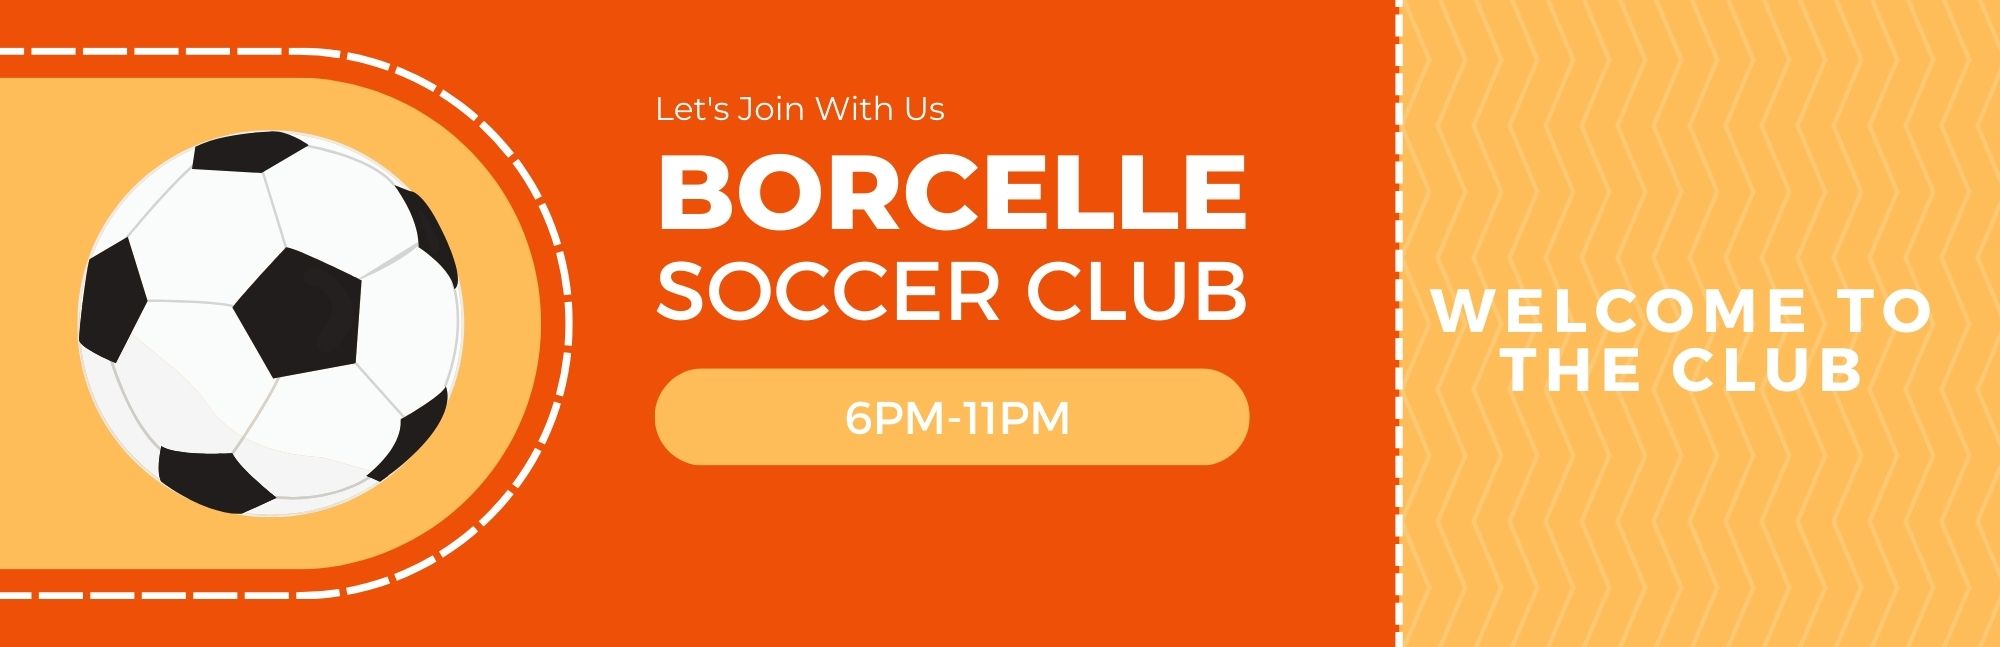 Let's Join With Us
BORCELLE
SOCCER CLUB
6PM-11PM
WELCOME TO
THE CLUB